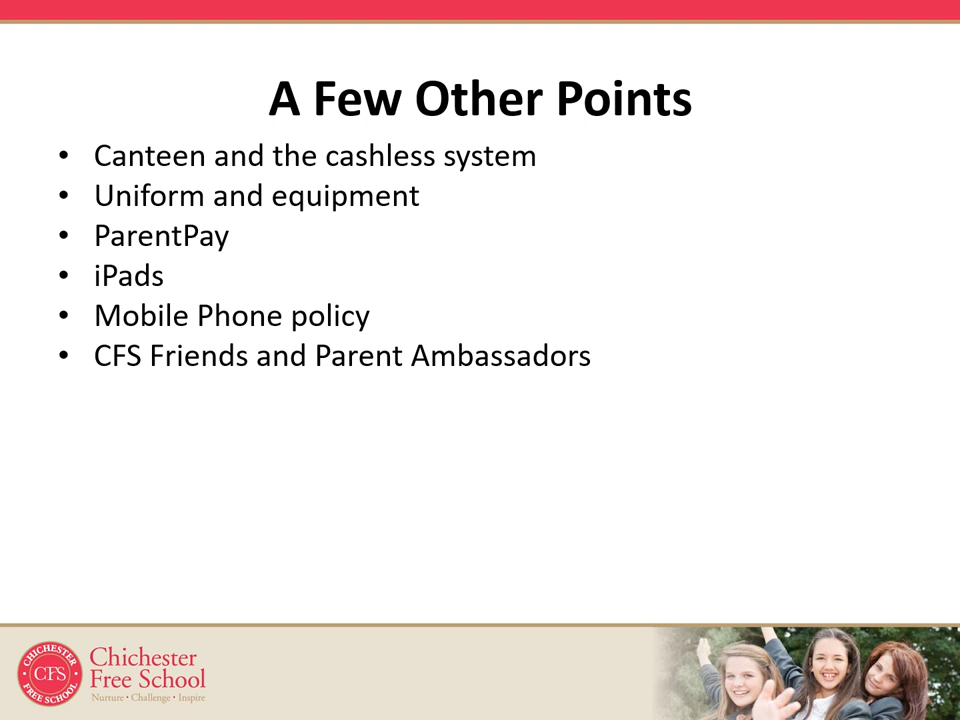 A Few Other Points
• Canteen and the cashless system
• Uniform and equipment
• ParentPay
• iPads
• Mobile Phone policy
• CFS Friends and Parent Ambassadors
CHICHESTER
CFS
FREE SCHOOL
Chichester
Free School
Nurture • Challenge • Inspire